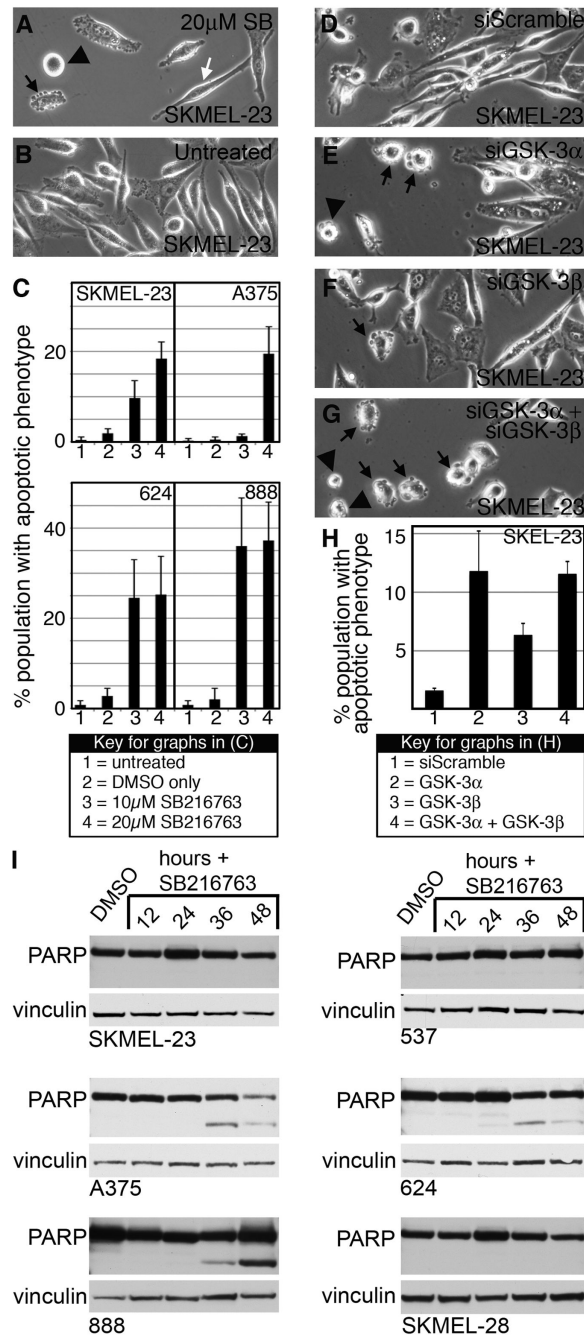 A
20µM SB
SKMEL-23
B
Untreated
SKMEL-23
C
SKMEL-23
A375
20
0
1 2 3 4 1 2 3 4
624
888
40
20
0
1 2 3 4 1 2 3 4
% population with apoptotic phenotype
Key for graphs in (C)
1 = untreated
2 = DMSO only
3 = 10µM SB216763
4 = 20µM SB216763
D
siScramble
SKMEL-23
E
siGSK-3α
SKMEL-23
F
siGSK-3β
SKMEL-23
G
siGSK-3α +
siGSK-3β
SKMEL-23
H
SKEL-23
% population with
apoptotic phenotype
15
10
5
1 2 3 4
Key for graphs in (H)
1 = siScramble
2 = GSK-3α
3 = GSK-3β
4 = GSK-3α + GSK-3β
I
hours +
SB216763
DMSO 12 24 36 48
PARP
vinculin
SKMEL-23
PARP
vinculin
A375
PARP
vinculin
888
hours +
SB216763
DMSO 12 24 36 48
PARP
vinculin
537
PARP
vinculin
624
PARP
vinculin
SKMEL-28